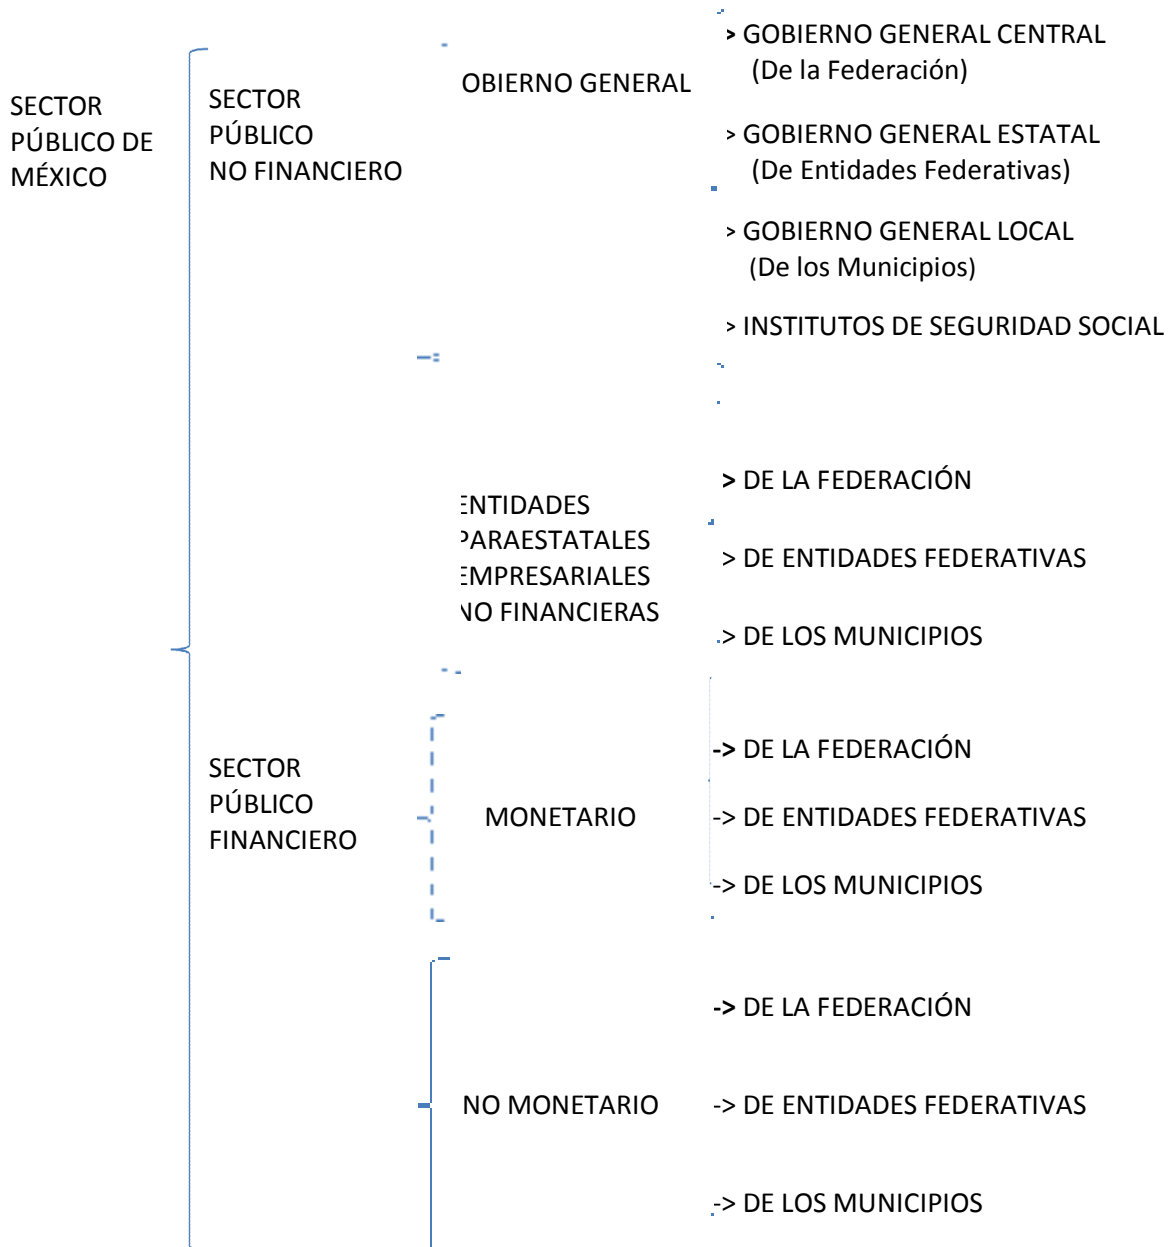 SECTOR
PÚBLICO DE
MÉXICO
SECTOR
PÚBLICO
NO FINANCIERO
OBIERNO GENERAL
> GOBIERNO GENERAL CENTRAL
(De la Federación)
> GOBIERNO GENERAL ESTATAL
(De Entidades Federativas)
> GOBIERNO GENERAL LOCAL
(De los Municipios)
> INSTITUTOS DE SEGURIDAD SOCIAL
ENTIDADES
PARAESTATALES
EMPRESARIALES
NO FINANCIERAS
> DE LA FEDERACIÓN
> DE ENTIDADES FEDERATIVAS
> DE LOS MUNICIPIOS
SECTOR
PÚBLICO
FINANCIERO
MONETARIO
-> DE LA FEDERACIÓN
-> DE ENTIDADES FEDERATIVAS
-> DE LOS MUNICIPIOS
NO MONETARIO
-> DE LA FEDERACIÓN
-> DE ENTIDADES FEDERATIVAS
-> DE LOS MUNICIPIOS